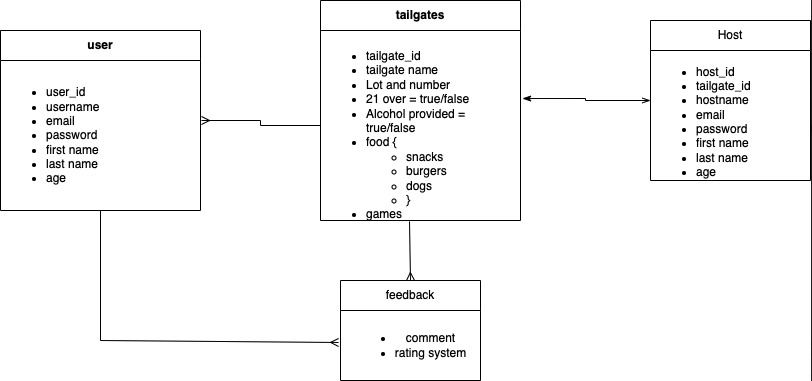 user
user_id
username
email
password
first name
last name
age
tailgates
tailgate_id
tailgate name
Lot and number
21 over = true/false
Alcohol provided =
true/false
food {
snacks
burgers
dogs
}
games
Host
host_id
tailgate_id
hostname
email
password
first name
last name
age
feedback
comment
rating system